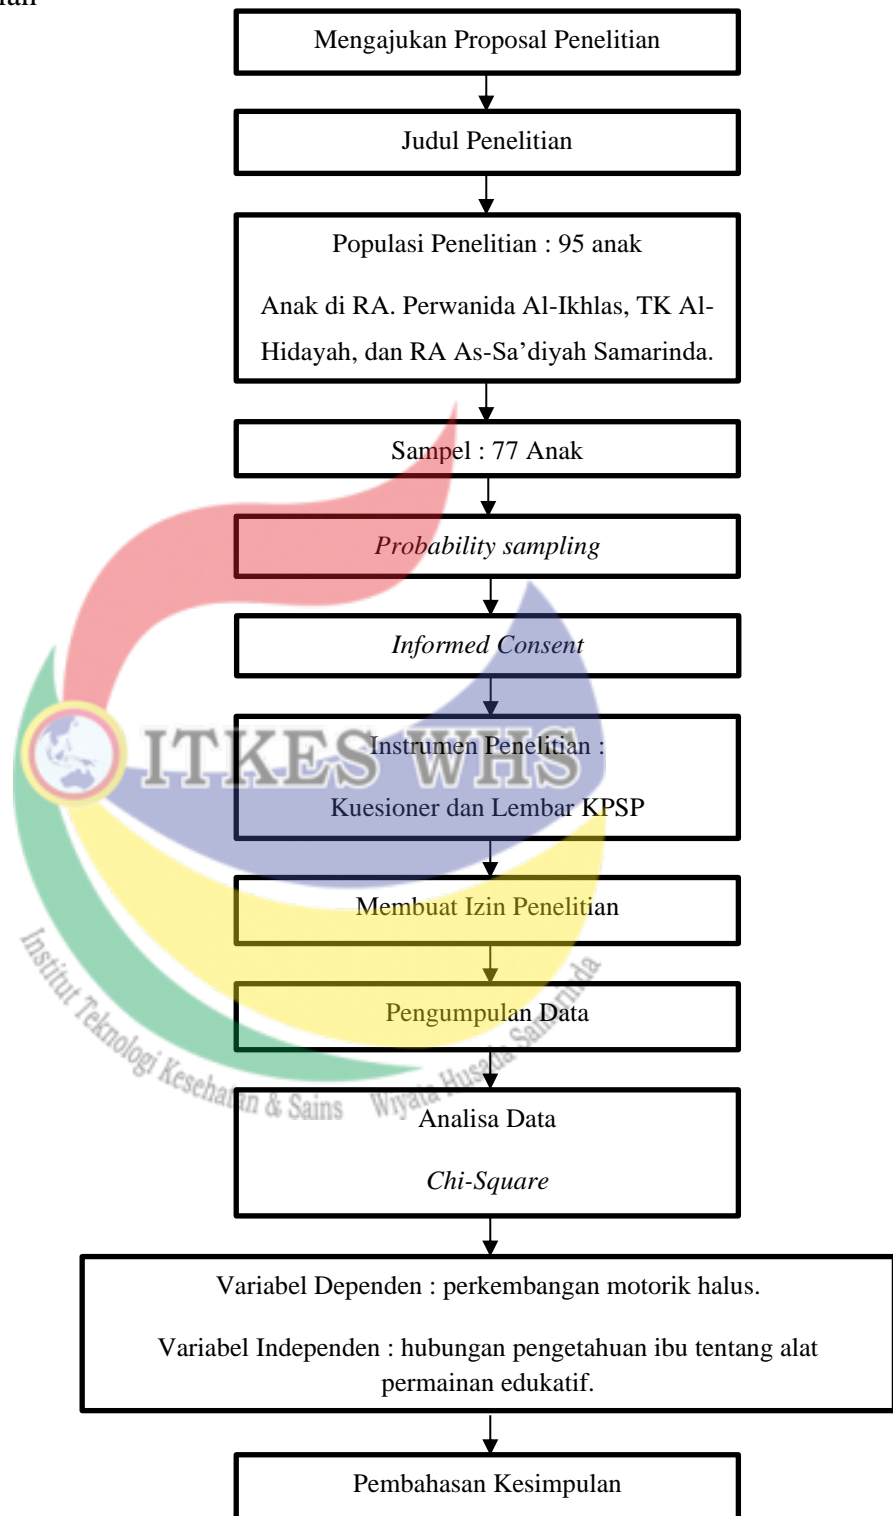 Mengajukan Proposal Penelitian
Judul Penelitian
Populasi Penelitian : 95 anak
Anak di RA. Perwanida Al-Ikhlas, TK Al-
Hidayah, dan RA As-Sa’diyah Samarinda.
Sampel : 77 Anak
Probability sampling
Informed Consent
Instrumen Penelitian :
ITKES WHS
Kuesioner dan Lembar KPSP
Membuat Izin Penelitian
Pengumpulan Data
Institut Teknologi Kesehatan & Sains Wiyata Husada Samarinda
Analisa Data
Chi-Square
Variabel Dependen : perkembangan motorik halus.
Variabel Independen : hubungan pengetahuan ibu tentang alat
permainan edukatif.
Pembahasan Kesimpulan